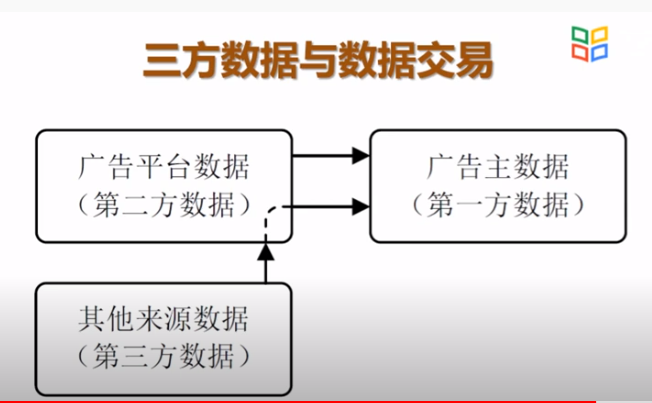 三方数据与数据交易
广告平台数据
（第二方数据）
广告主数据
（第一方数据）
其他来源数据
（第三方数据）